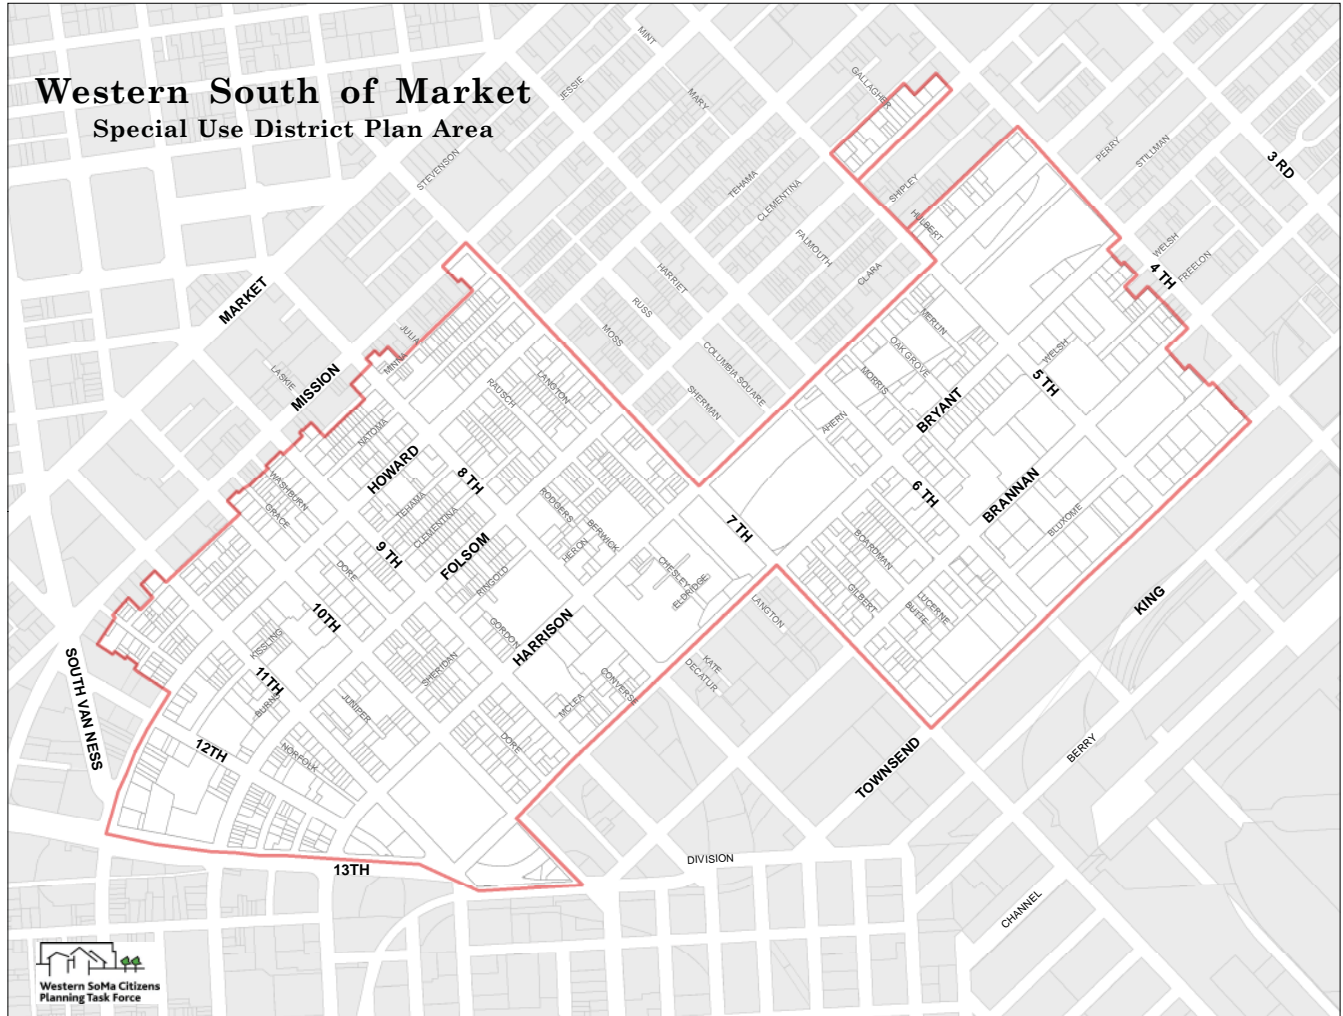 Western South of Market
Special Use District Plan Area
MINT
JESSIE
MARY
GALLAGHER
STEVENSON
PERRY
STILLMAN
3 RD
TEHAMA
CLEMENTINA
SHIPLEY
HULBERT
FALMOUTH
CLARA
WELSH
FREELON
4 TH
MARKET
HARRIET
RUSS
MOSS
JULIA
MINNA
LASKIE
MISSION
COLUMBIA SQUARE
SHERMAN
MERLIN
OAK GROVE
MORRIS
WELSH
5 TH
RAUSCH
LANGTON
NATOMA
HOWARD
AHERN
BRYANT
8 TH
WASHBURN
GRACE
TEHAMA
CLEMENTINA
RODGERS
BERWICK
HERON
7 TH
6 TH
BRANNAN
BLUXOME
9 TH
FOLSOM
DORE
RINGOLD
CHESLEY
ELDRIDGE
BOARDMAN
GILBERT
LUCERNE
BUTTE
KING
LANGTON
10TH
KISSLING
GORDON
HARRISON
11TH
BURNS
SHERIDAN
JUNIPER
KATE
DECATUR
CONVERSE
MCLEA
SOUTH VAN NESS
12TH
NORFOLK
DORE
TOWNSEND
BERRY
13TH
DIVISION
CHANNEL
Western SoMa Citizens
Planning Task Force